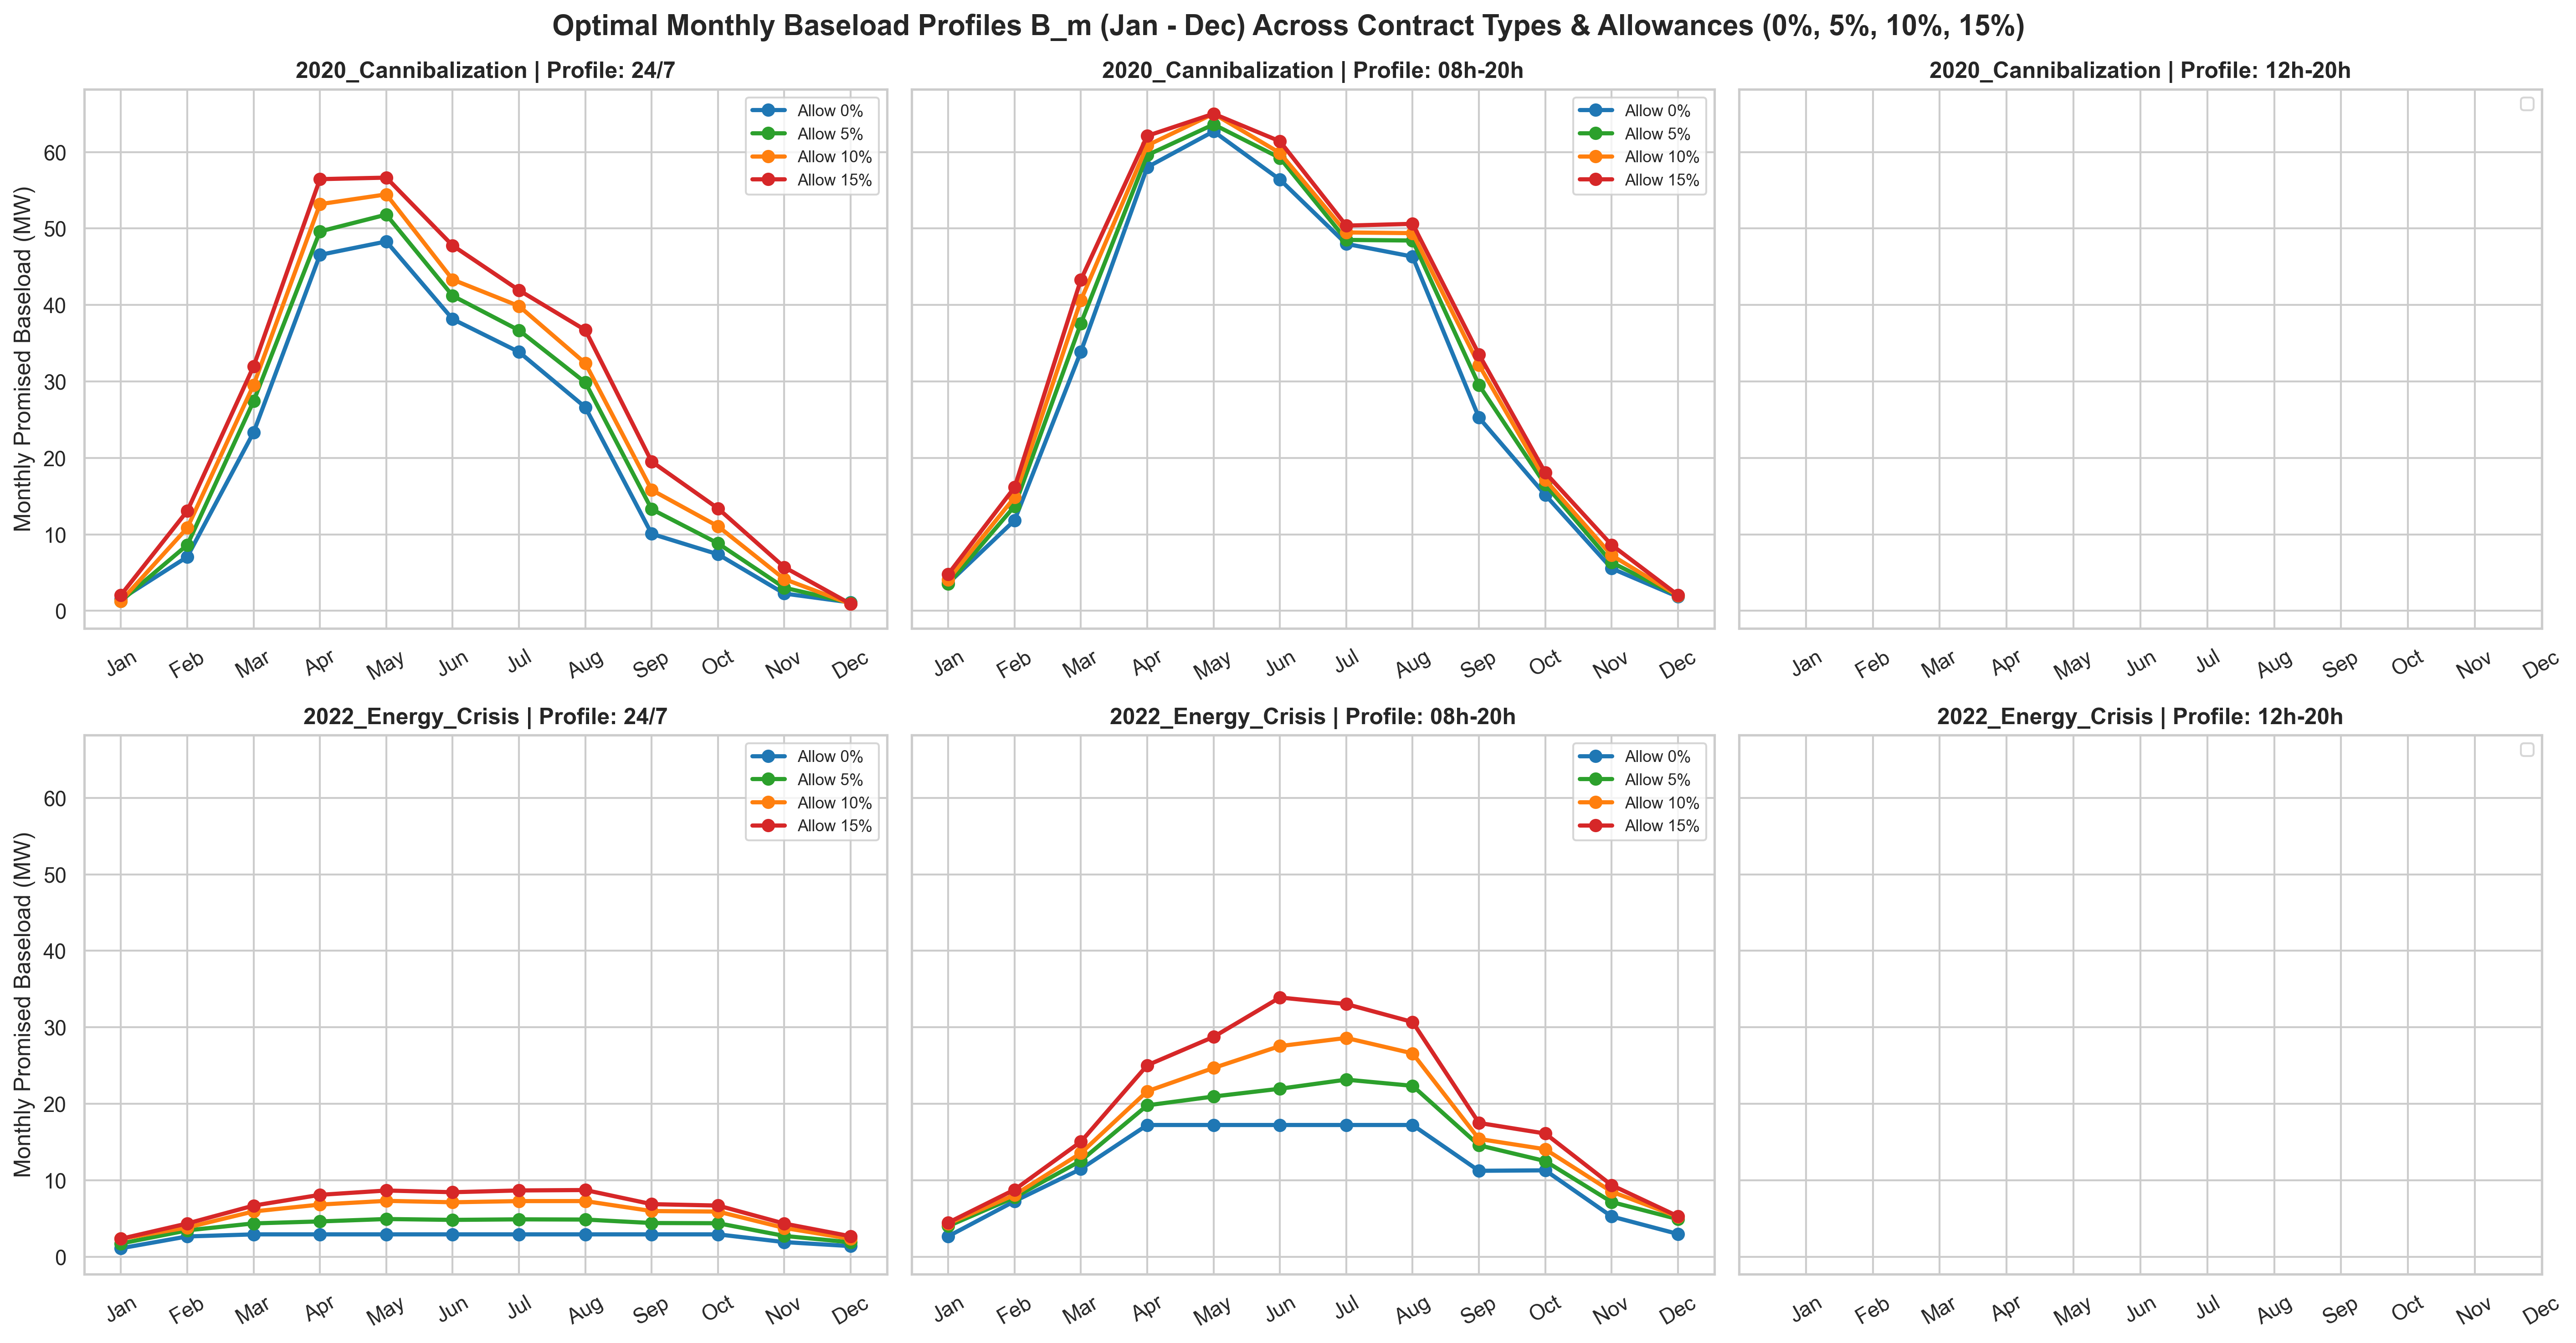 Optimal Monthly Baseload Profiles B_m (Jan - Dec) Across Contract Types & Allowances (0%, 5%, 10%, 15%)
2020_Cannibalization | Profile: 24/7
Monthly Promised Baseload (MW)
60
50
40
30
20
10
0
Allow 0%
Allow 5%
Allow 10%
Allow 15%
Jan Feb Mar Apr May Jun Jul Aug Sep Oct Nov Dec
2020_Cannibalization | Profile: 08h-20h
Allow 0%
Allow 5%
Allow 10%
Allow 15%
Jan Feb Mar Apr May Jun Jul Aug Sep Oct Nov Dec
2020_Cannibalization | Profile: 12h-20h
Jan Feb Mar Apr May Jun Jul Aug Sep Oct Nov Dec
2022_Energy_Crisis | Profile: 24/7
Monthly Promised Baseload (MW)
60
50
40
30
20
10
0
Allow 0%
Allow 5%
Allow 10%
Allow 15%
Jan Feb Mar Apr May Jun Jul Aug Sep Oct Nov Dec
2022_Energy_Crisis | Profile: 08h-20h
Allow 0%
Allow 5%
Allow 10%
Allow 15%
Jan Feb Mar Apr May Jun Jul Aug Sep Oct Nov Dec
2022_Energy_Crisis | Profile: 12h-20h
Jan Feb Mar Apr May Jun Jul Aug Sep Oct Nov Dec